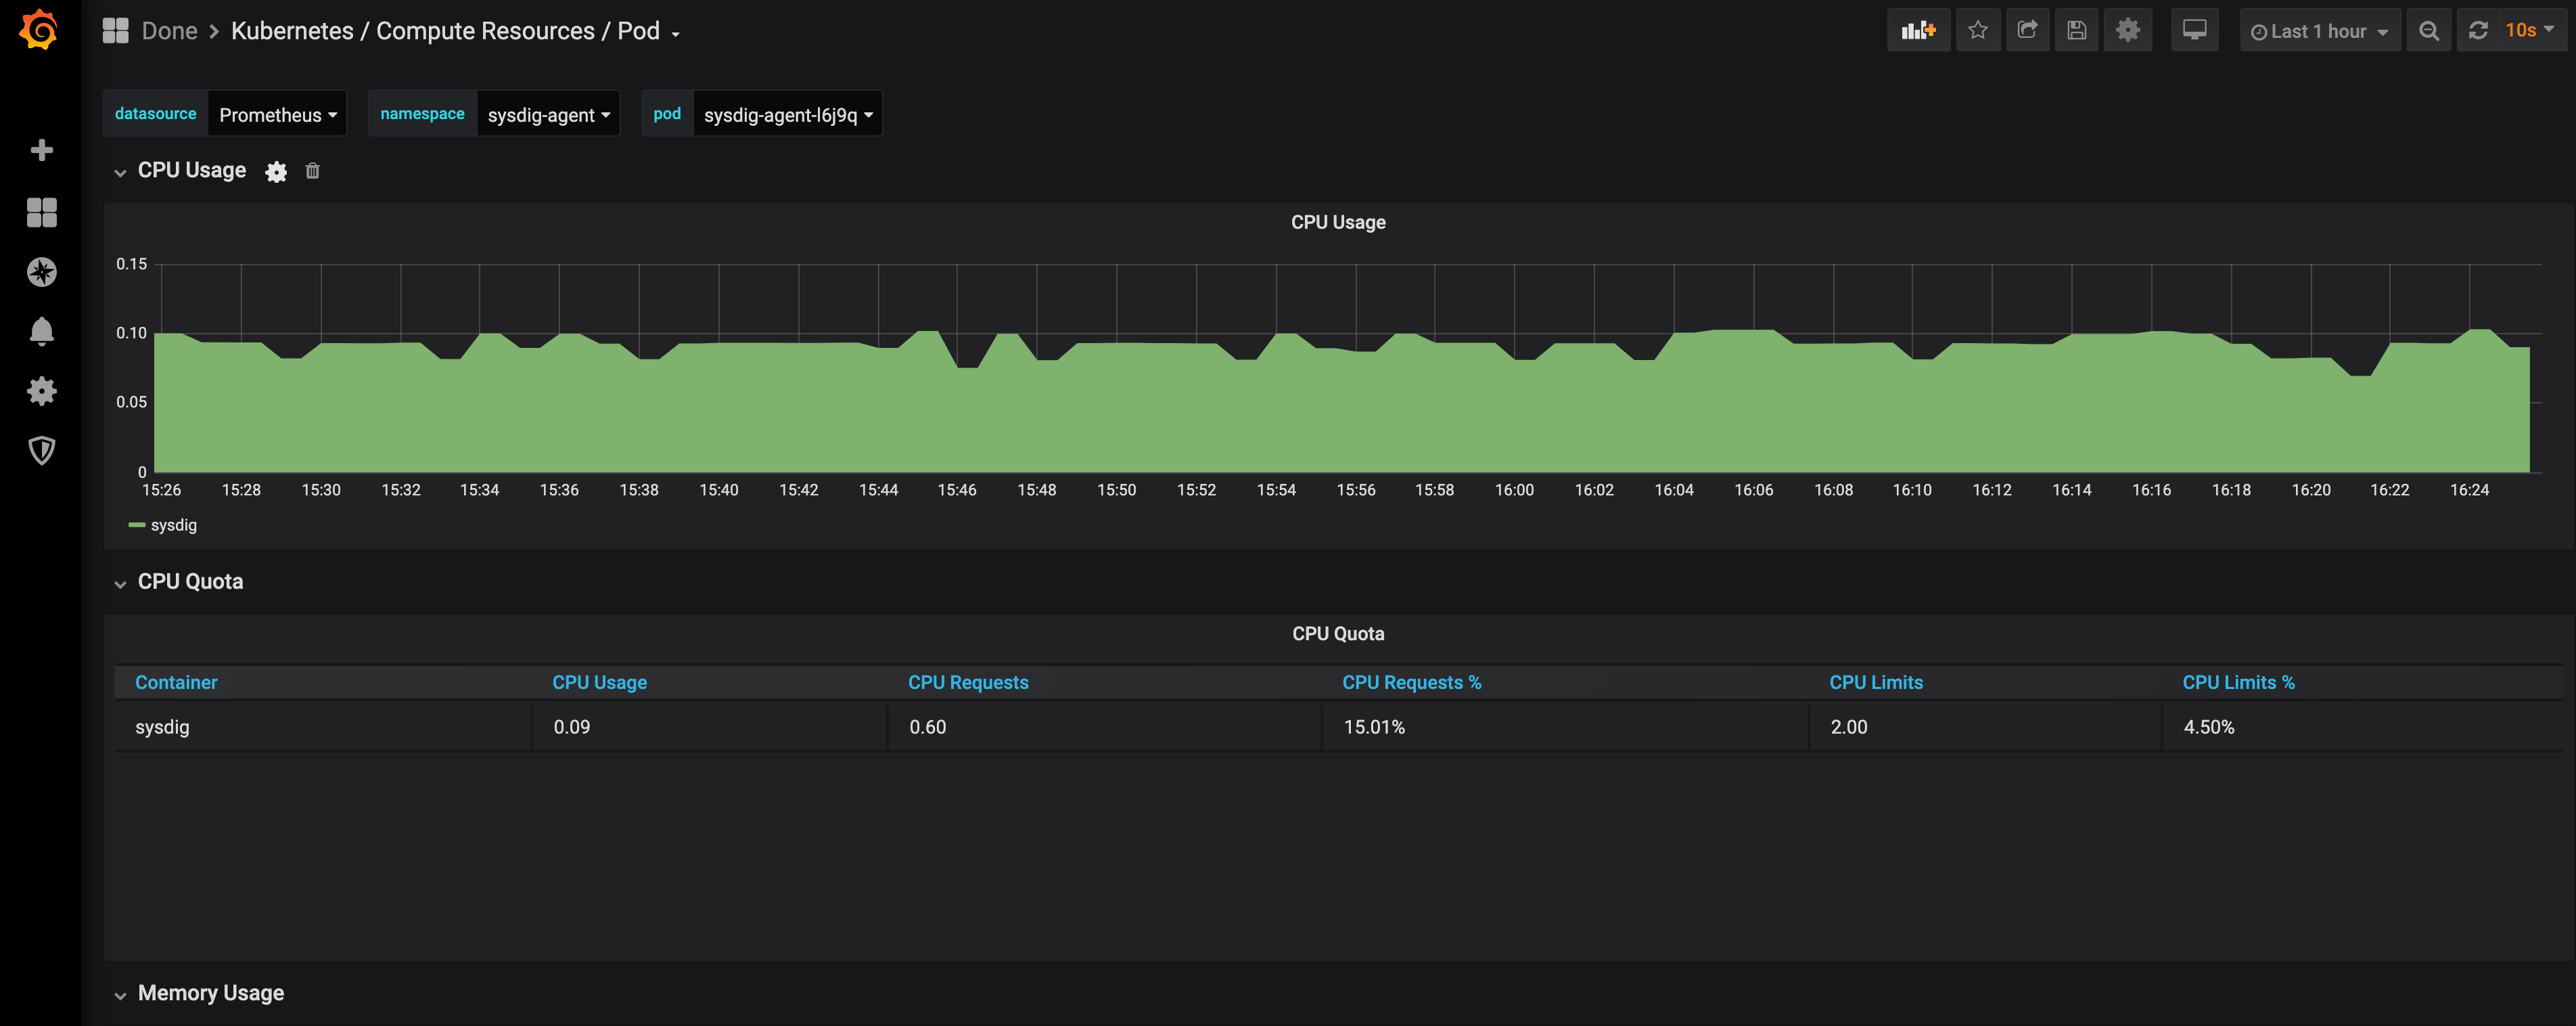 Done > Kubernetes / Compute Resources / Pod
Last 1 hour
10s
datasource Prometheus namespace sysdig-agent pod sysdig-agent-l6j9q
CPU Usage
CPU Usage
0.15
0.10
0.05
0
15:26 15:28 15:30 15:32 15:34 15:36 15:38 15:40 15:42 15:44 15:46 15:48 15:50 15:52 15:54 15:56 15:58 16:00 16:02 16:04 16:06 16:08 16:10 16:12 16:14 16:16 16:18 16:20 16:22 16:24
sysdig
CPU Quota
CPU Quota
Container CPU Usage CPU Requests CPU Requests % CPU Limits CPU Limits %
sysdig 0.09 0.60 15.01% 2.00 4.50%
Memory Usage